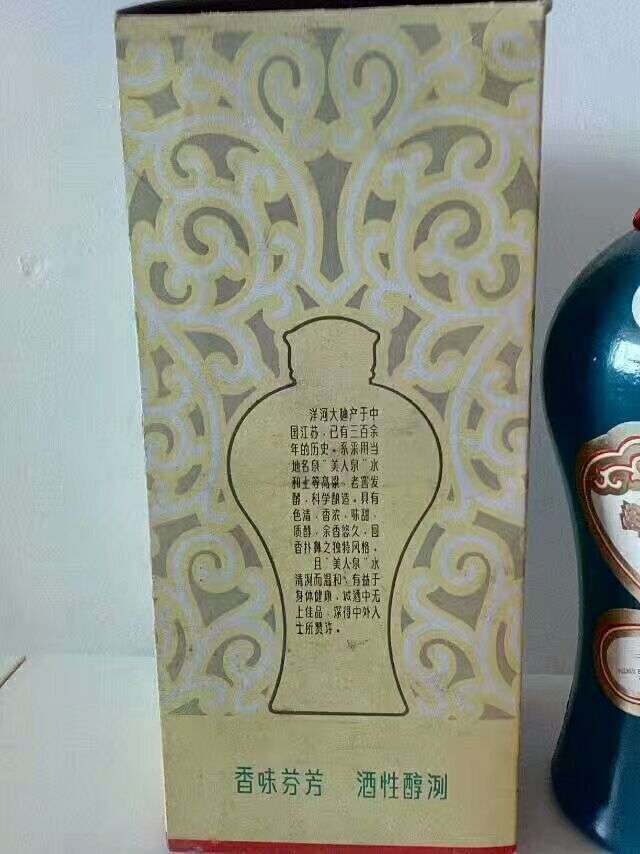 洋河大曲产于中
国江苏，已有三百余
年的历史。系采用当
地名泉“美人泉”水
和上等高粱、老窖发
酵，科学酿造。具有
色清、香浓、味甜、
质醇、余香悠久，回
香扑鼻之独特风格。
且“美人泉”水
清洌而温和，有益于
身体健康，诚酒中无
上佳品，深得中外人
士所赞许。
香味芬芳 酒性醇洌